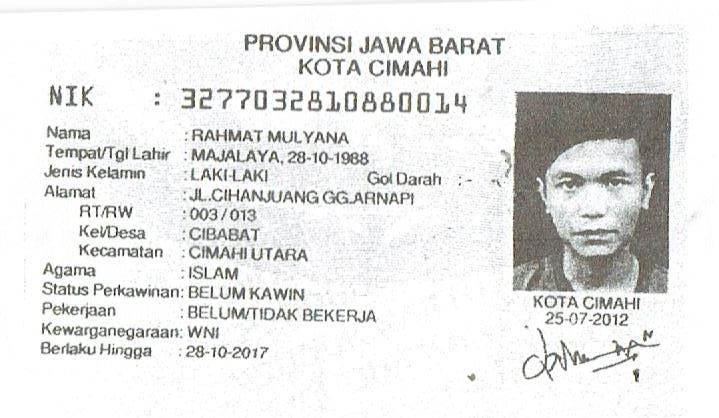 PROVINSI JAWA BARAT
KOTA CIMAHI
NIK : 3277032810880014
Nama : RAHMAT MULYANA
Tempat/Tgl Lahir : MAJALAYA, 28-10-1988
Jenis Kelamin : LAKI-LAKI Gol Darah : -
Alamat : JL.CIHANJUANG GG.ARNAPI
RT/RW : 003 / 013
Kel/Desa : CIBABAT
Kecamatan : CIMAHI UTARA
Agama : ISLAM
Status Perkawinan: BELUM KAWIN
Pekerjaan : BELUM/TIDAK BEKERJA
Kewarganegaraan: WNI
Berlaku Hingga : 28-10-2017
KOTA CIMAHI
25-07-2012